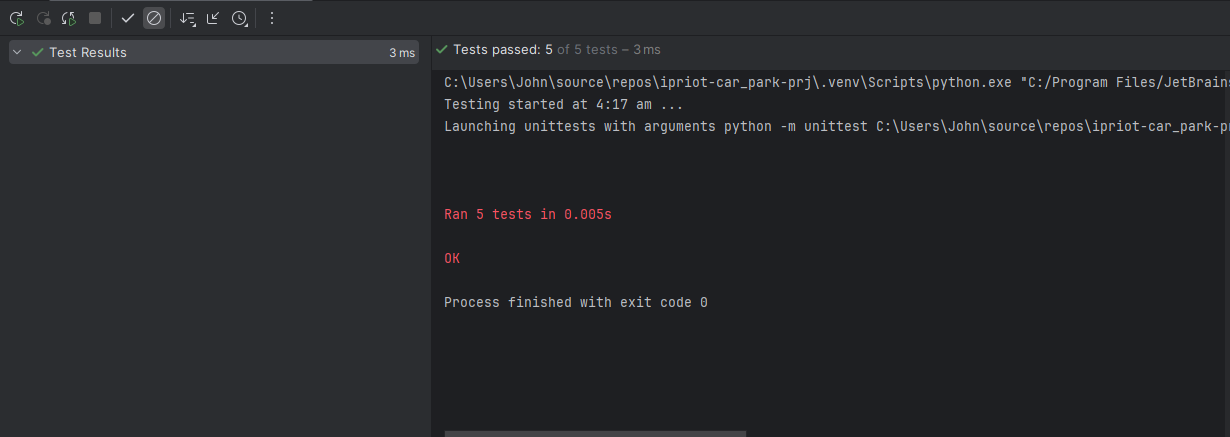 Test Results 3 ms
Tests passed: 5 of 5 tests – 3 ms
C:\Users\John\source\repos\ipriot-car_park-prj\.venv\Scripts\python.exe "C:/Program Files/JetBrains
Testing started at 4:17 am ...
Launching unittests with arguments python -m unittest C:\Users\John\source\repos\ipriot-car_park-pr
Ran 5 tests in 0.005s
OK
Process finished with exit code 0